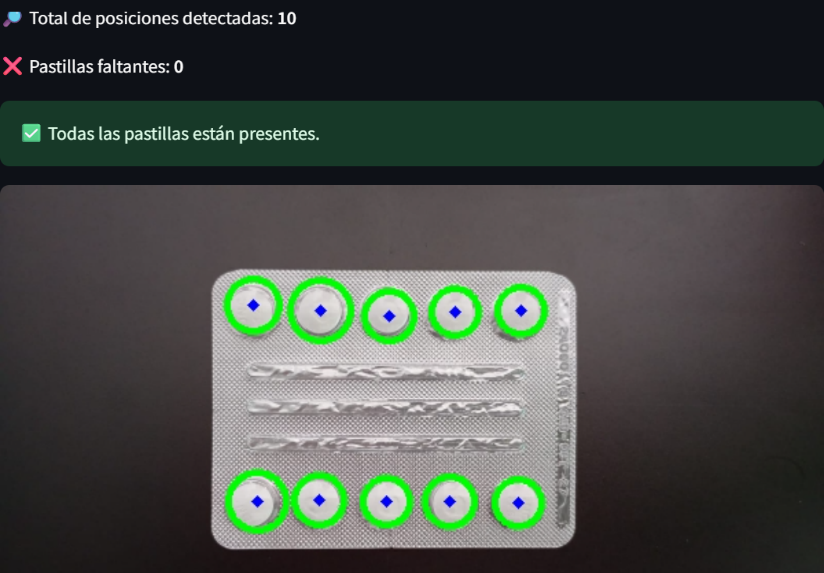 🔎 Total de posiciones detectadas: 10
❌ Pastillas faltantes: 0
✅ Todas las pastillas están presentes.